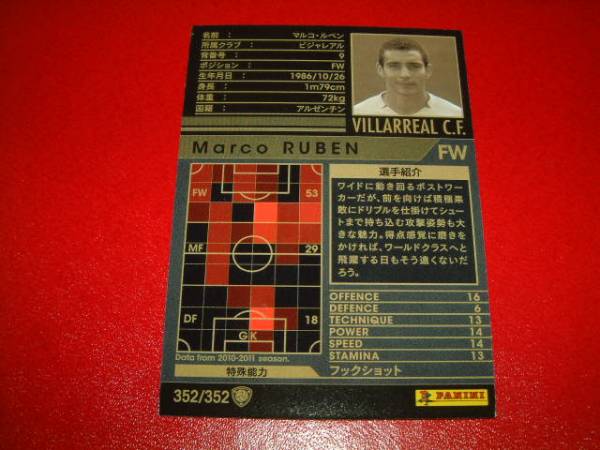 名前 : マルコ・ルベン
所属クラブ : ビジャレアル
背番号 : 9
ポジション : FW
生年月日 : 1986/10/26
身長 : 1m79cm
体重 : 72kg
国籍 : アルゼンチン
VILLARREAL C.F.
Marco RUBEN
FW
FW 53
MF 29
DF 18
GK
Data from 2010-2011 season.
特殊能力
選手紹介
ワイドに動き回るポストワー
カーだが、前を向けば積極果
敢にドリブルを仕掛けてシュー
トまで持ち込む攻撃姿勢も大
きな魅力。得点感覚に磨きを
かければ、ワールドクラスへと
飛躍する日もそう遠くないだ
ろう。
OFFENCE 16
DEFENCE 6
TECHNIQUE 13
POWER 14
SPEED 14
STAMINA 13
フックショット
352/352
PANINI